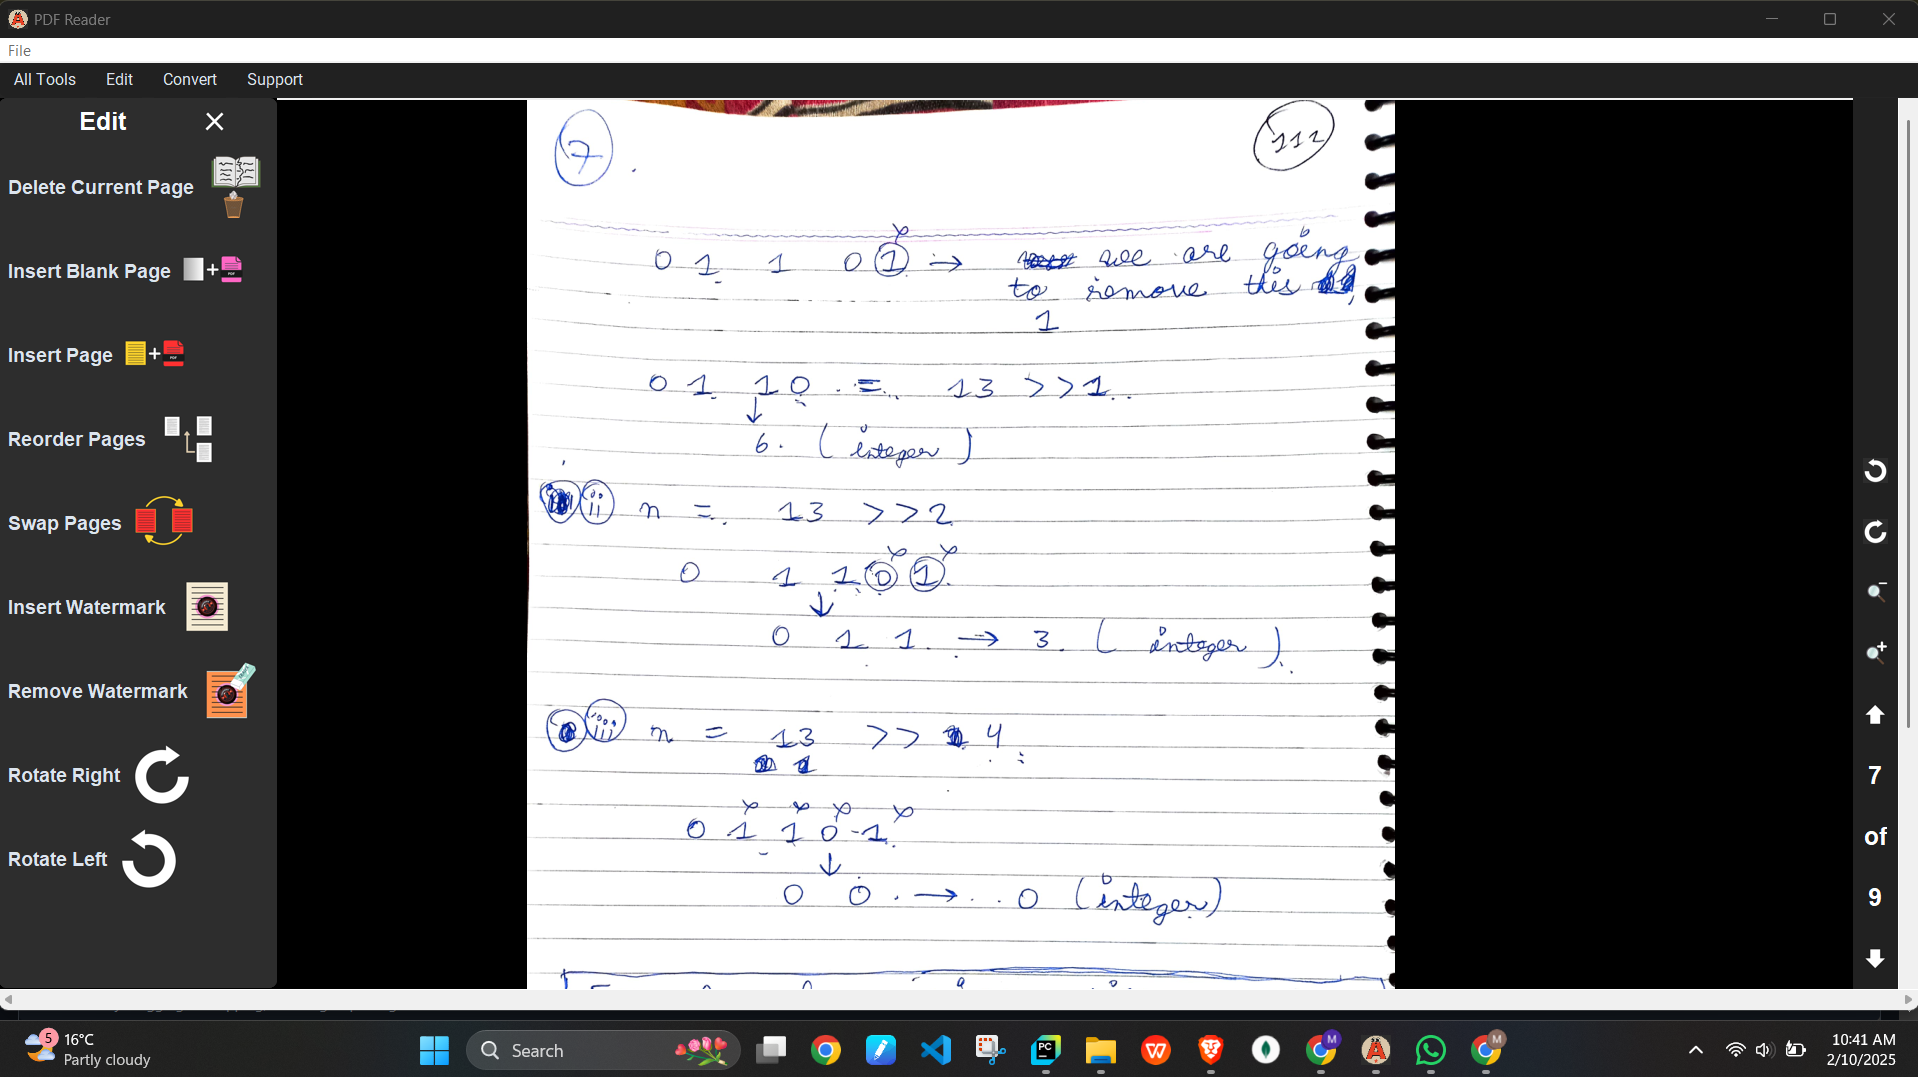 PDF Reader
File
All Tools Edit Convert Support
Edit
Delete Current Page
Insert Blank Page
Insert Page
Reorder Pages
Swap Pages
Insert Watermark
Remove Watermark
Rotate Right
Rotate Left
7
112
0 1 1 0 1 → we are going
to remove this
1
0 1 1 0 = 13 >> 1
↓
6. (integer)
ii n = 13 >> 2
0 1 1 0 1
↓
0 1 1 → 3. (integer).
iii n = 13 >> 4
0 1 1 0 1
↓
0 0 → 0 (integer)
7
of
9
5
16°C
Partly cloudy
Search
PC
M
M
10:41 AM
2/10/2025